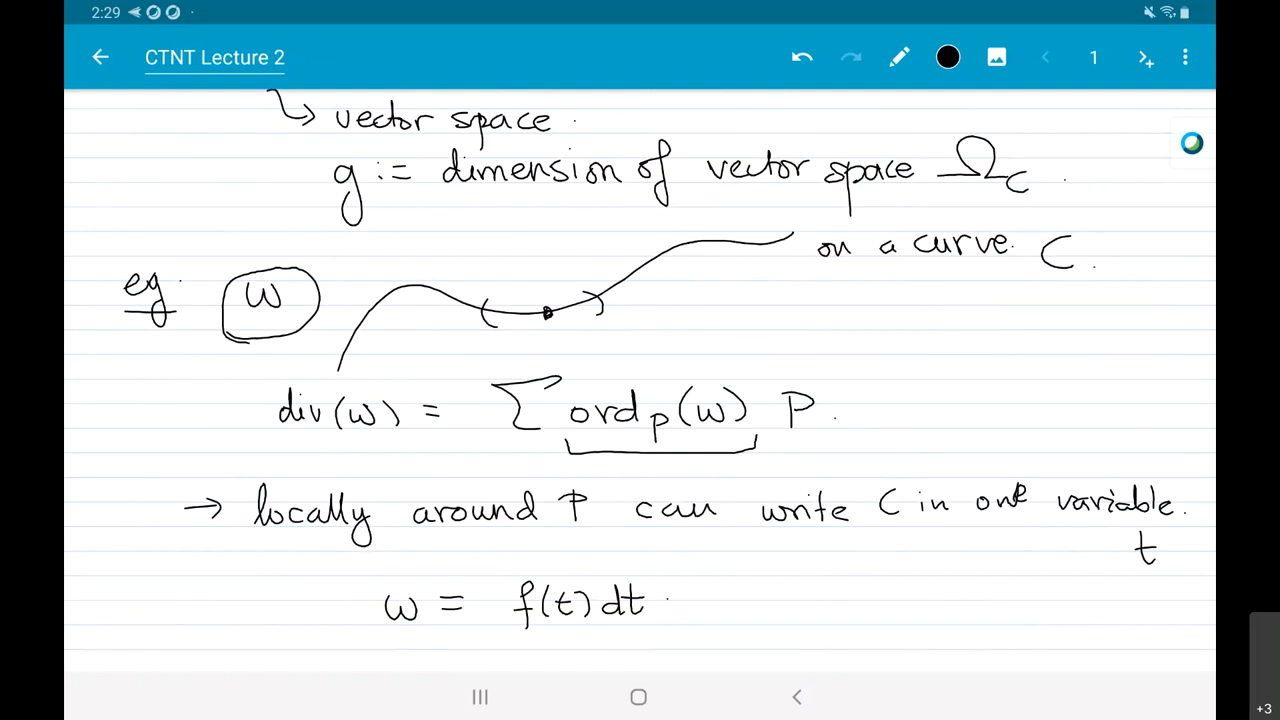 2:29
CTNT Lecture 2
1
↳ vector space.
g := dimension of vector space Ω_C.
on a curve C.
eg. ω
div(ω) = Σ ord_P(ω) P.
→ locally around P can write C in one variable.
t
ω = f(t) dt.
+3